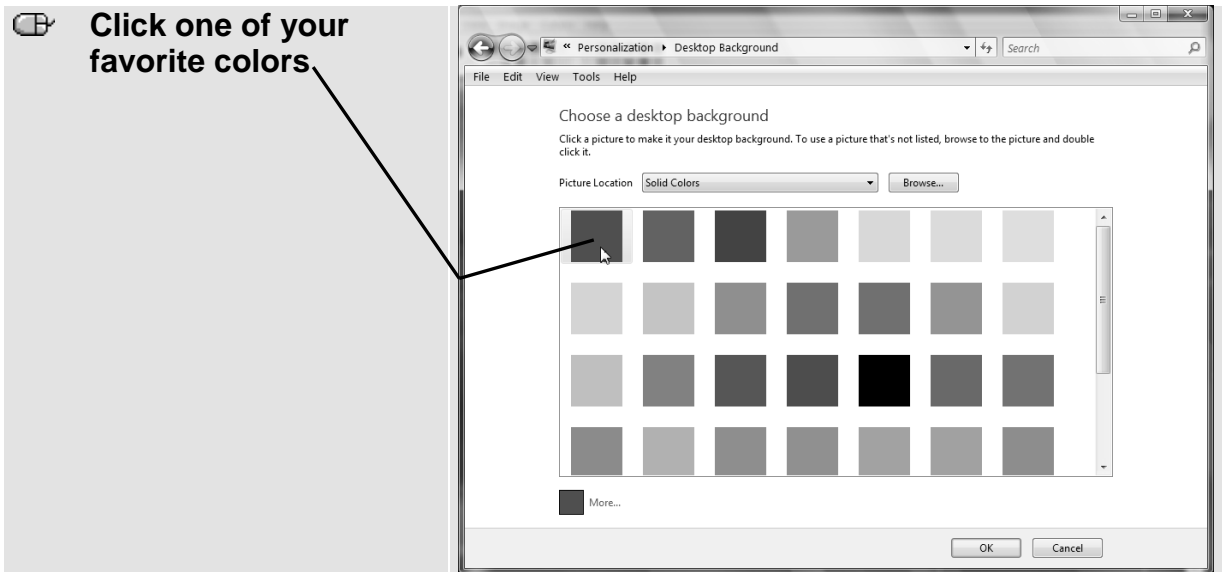 Click one of your
favorite colors
« Personalization ▸ Desktop Background
Search
File Edit View Tools Help
Choose a desktop background
Click a picture to make it your desktop background. To use a picture that's not listed, browse to the picture and double
click it.
Picture Location Solid Colors Browse...
More...
OK Cancel